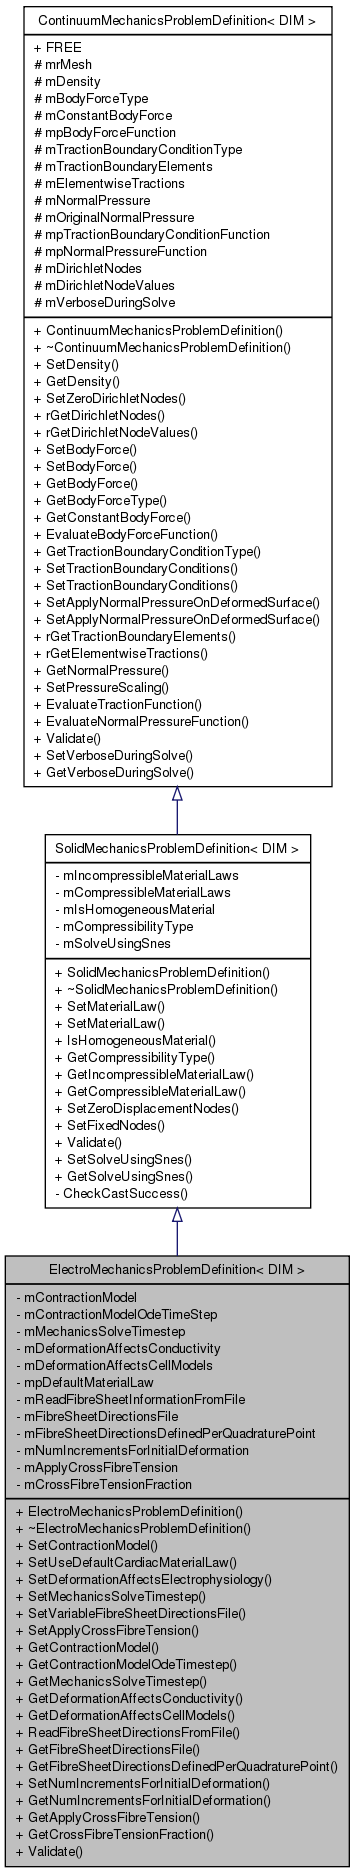 ContinuumMechanicsProblemDefinition< DIM >
+ FREE
# mrMesh
# mDensity
# mBodyForceType
# mConstantBodyForce
# mpBodyForceFunction
# mTractionBoundaryConditionType
# mTractionBoundaryElements
# mElementwiseTractions
# mNormalPressure
# mOriginalNormalPressure
# mpTractionBoundaryConditionFunction
# mpNormalPressureFunction
# mDirichletNodes
# mDirichletNodeValues
# mVerboseDuringSolve
+ ContinuumMechanicsProblemDefinition()
+ ~ContinuumMechanicsProblemDefinition()
+ SetDensity()
+ GetDensity()
+ SetZeroDirichletNodes()
+ rGetDirichletNodes()
+ rGetDirichletNodeValues()
+ SetBodyForce()
+ SetBodyForce()
+ GetBodyForce()
+ GetBodyForceType()
+ GetConstantBodyForce()
+ EvaluateBodyForceFunction()
+ GetTractionBoundaryConditionType()
+ SetTractionBoundaryConditions()
+ SetTractionBoundaryConditions()
+ SetApplyNormalPressureOnDeformedSurface()
+ SetApplyNormalPressureOnDeformedSurface()
+ rGetTractionBoundaryElements()
+ rGetElementwiseTractions()
+ GetNormalPressure()
+ SetPressureScaling()
+ EvaluateTractionFunction()
+ EvaluateNormalPressureFunction()
+ Validate()
+ SetVerboseDuringSolve()
+ GetVerboseDuringSolve()
SolidMechanicsProblemDefinition< DIM >
- mIncompressibleMaterialLaws
- mCompressibleMaterialLaws
- mIsHomogeneousMaterial
- mCompressibilityType
- mSolveUsingSnes
+ SolidMechanicsProblemDefinition()
+ ~SolidMechanicsProblemDefinition()
+ SetMaterialLaw()
+ SetMaterialLaw()
+ IsHomogeneousMaterial()
+ GetCompressibilityType()
+ GetIncompressibleMaterialLaw()
+ GetCompressibleMaterialLaw()
+ SetZeroDisplacementNodes()
+ SetFixedNodes()
+ Validate()
+ SetSolveUsingSnes()
+ GetSolveUsingSnes()
- CheckCastSuccess()
ElectroMechanicsProblemDefinition< DIM >
- mContractionModel
- mContractionModelOdeTimeStep
- mMechanicsSolveTimestep
- mDeformationAffectsConductivity
- mDeformationAffectsCellModels
- mpDefaultMaterialLaw
- mReadFibreSheetInformationFromFile
- mFibreSheetDirectionsFile
- mFibreSheetDirectionsDefinedPerQuadraturePoint
- mNumIncrementsForInitialDeformation
- mApplyCrossFibreTension
- mCrossFibreTensionFraction
+ ElectroMechanicsProblemDefinition()
+ ~ElectroMechanicsProblemDefinition()
+ SetContractionModel()
+ SetUseDefaultCardiacMaterialLaw()
+ SetDeformationAffectsElectrophysiology()
+ SetMechanicsSolveTimestep()
+ SetVariableFibreSheetDirectionsFile()
+ SetApplyCrossFibreTension()
+ GetContractionModel()
+ GetContractionModelOdeTimestep()
+ GetMechanicsSolveTimestep()
+ GetDeformationAffectsConductivity()
+ GetDeformationAffectsCellModels()
+ ReadFibreSheetDirectionsFromFile()
+ GetFibreSheetDirectionsFile()
+ GetFibreSheetDirectionsDefinedPerQuadraturePoint()
+ SetNumIncrementsForInitialDeformation()
+ GetNumIncrementsForInitialDeformation()
+ GetApplyCrossFibreTension()
+ GetCrossFibreTensionFraction()
+ Validate()